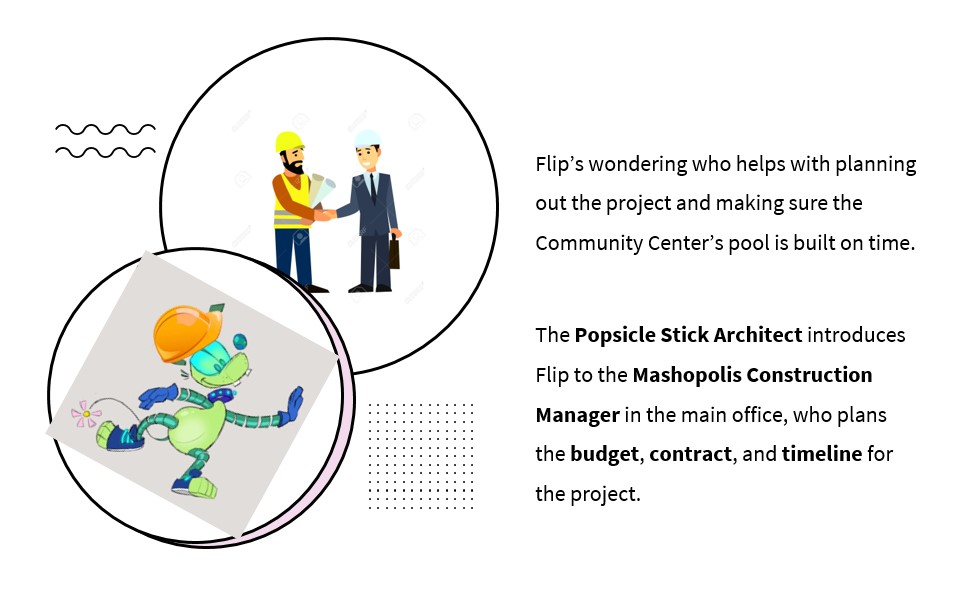 Flip’s wondering who helps with planning
out the project and making sure the
Community Center’s pool is built on time.
The Popsicle Stick Architect introduces
Flip to the Mashopolis Construction
Manager in the main office, who plans
the budget, contract, and timeline for
the project.